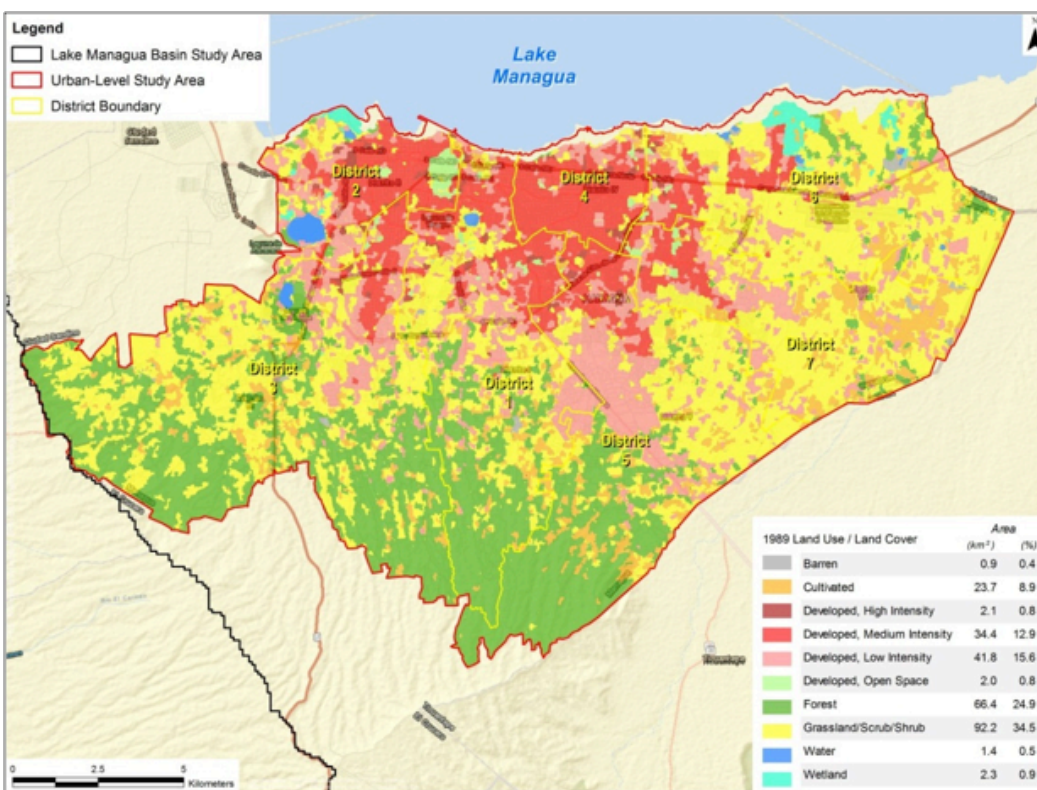 Legend
Lake Managua Basin Study Area
Urban-Level Study Area
District Boundary
Lake
Managua
N
District
2
District
4
District
6
District
3
District
1
District
7
District
5
1989 Land Use / Land Cover
Area
(km²) (%)
Barren 0.9 0.4
Cultivated 23.7 8.9
Developed, High Intensity 2.1 0.8
Developed, Medium Intensity 34.4 12.9
Developed, Low Intensity 41.8 15.6
Developed, Open Space 2.0 0.8
Forest 66.4 24.9
Grassland/Scrub/Shrub 92.2 34.5
Water 1.4 0.5
Wetland 2.3 0.9
0 2.5 5
Kilometers